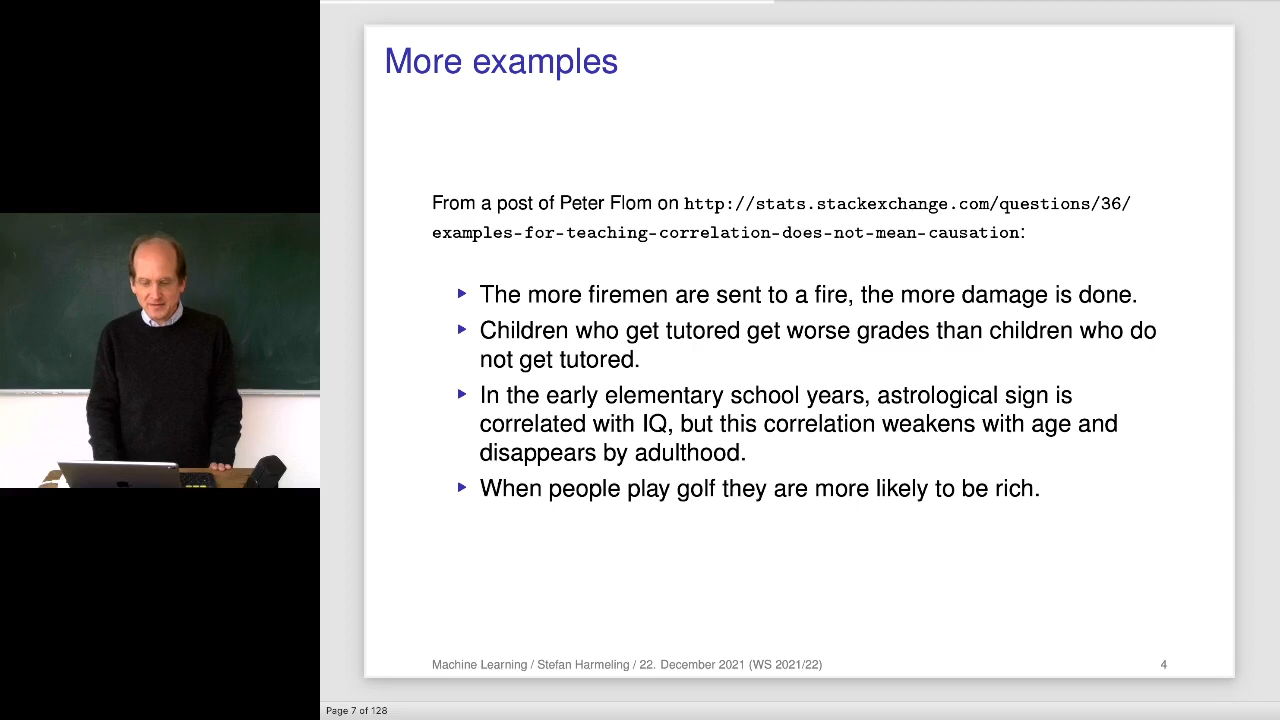 More examples
From a post of Peter Flom on http://stats.stackexchange.com/questions/36/
examples-for-teaching-correlation-does-not-mean-causation:
The more firemen are sent to a fire, the more damage is done.
Children who get tutored get worse grades than children who do
not get tutored.
In the early elementary school years, astrological sign is
correlated with IQ, but this correlation weakens with age and
disappears by adulthood.
When people play golf they are more likely to be rich.
Machine Learning / Stefan Harmeling / 22. December 2021 (WS 2021/22)
4
Page 7 of 128